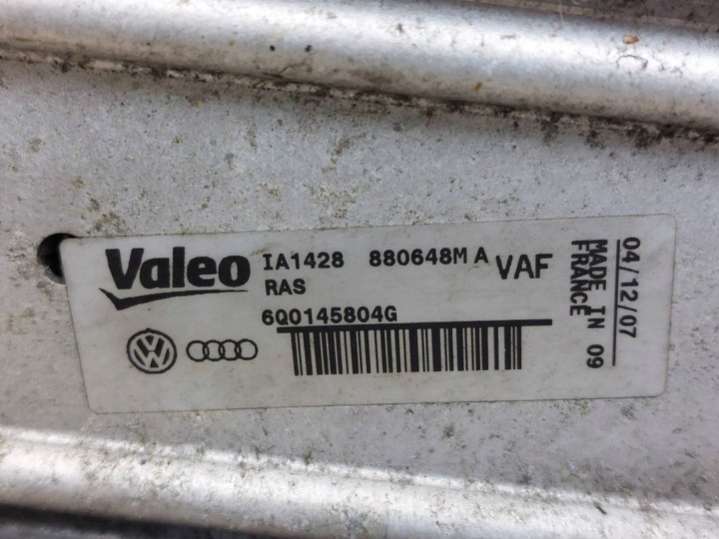 Valeo
IA1428 880648M A VAF
RAS
6Q0145804G
04/12/07
MADE IN 09
FRANCE